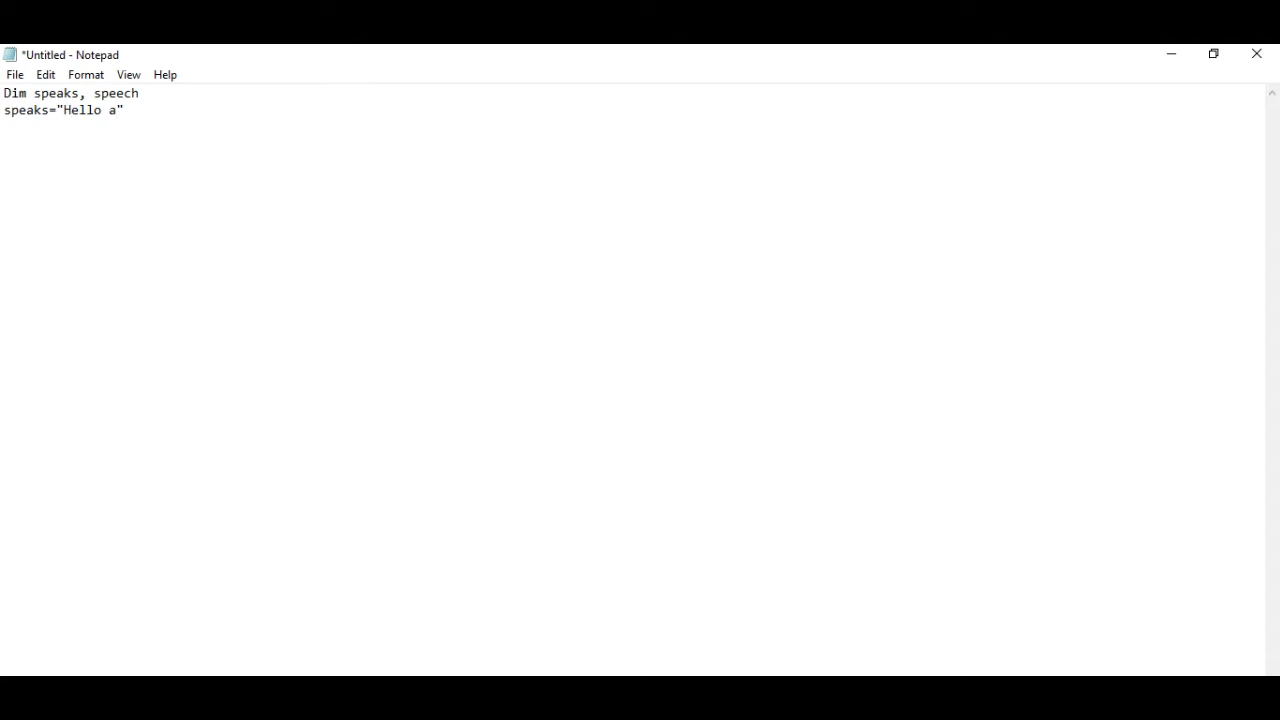 *Untitled - Notepad
File Edit Format View Help
Dim speaks, speech
speaks="Hello a"